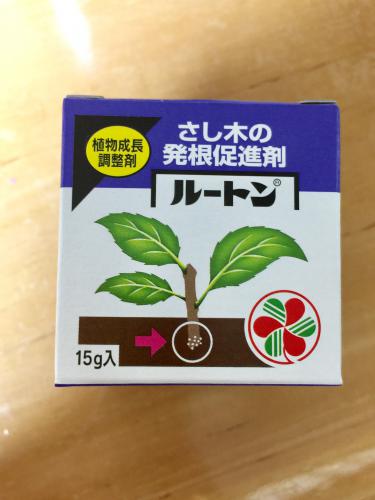 植物成長
調整剤
さし木の
発根促進剤
ルートン®
15g入